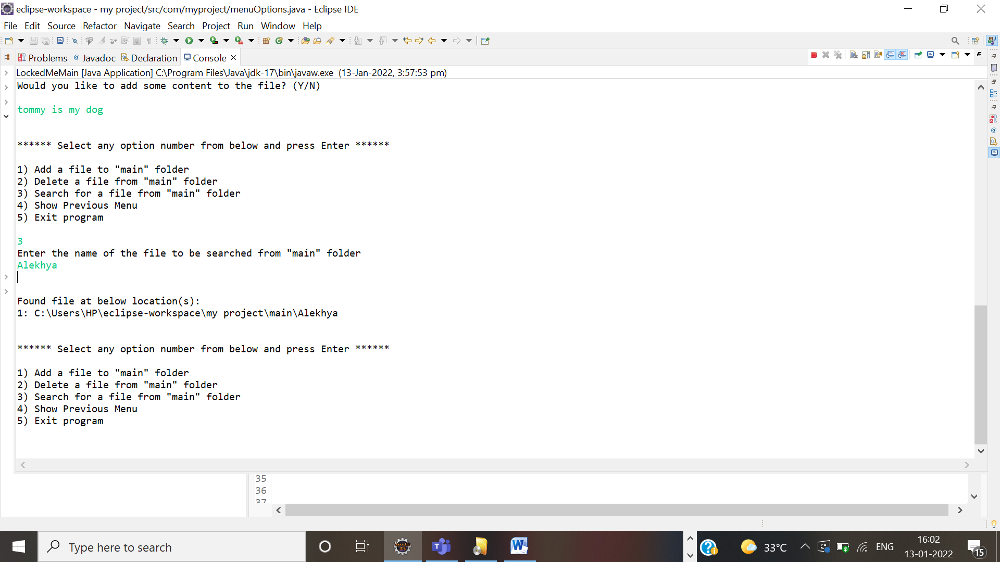 eclipse-workspace - my project/src/com/myproject/menuOptions.java - Eclipse IDE
File Edit Source Refactor Navigate Search Project Run Window Help
Problems @ Javadoc Declaration Console
LockedMeMain [Java Application] C:\Program Files\Java\jdk-17\bin\javaw.exe (13-Jan-2022, 3:57:53 pm)
Would you like to add some content to the file? (Y/N)
tommy is my dog
****** Select any option number from below and press Enter ******
1) Add a file to "main" folder
2) Delete a file from "main" folder
3) Search for a file from "main" folder
4) Show Previous Menu
5) Exit program
3
Enter the name of the file to be searched from "main" folder
Alekhya
Found file at below location(s):
1: C:\Users\HP\eclipse-workspace\my project\main\Alekhya
****** Select any option number from below and press Enter ******
1) Add a file to "main" folder
2) Delete a file from "main" folder
3) Search for a file from "main" folder
4) Show Previous Menu
5) Exit program
35
36
37
Type here to search
33°C
ENG
16:02
13-01-2022
15